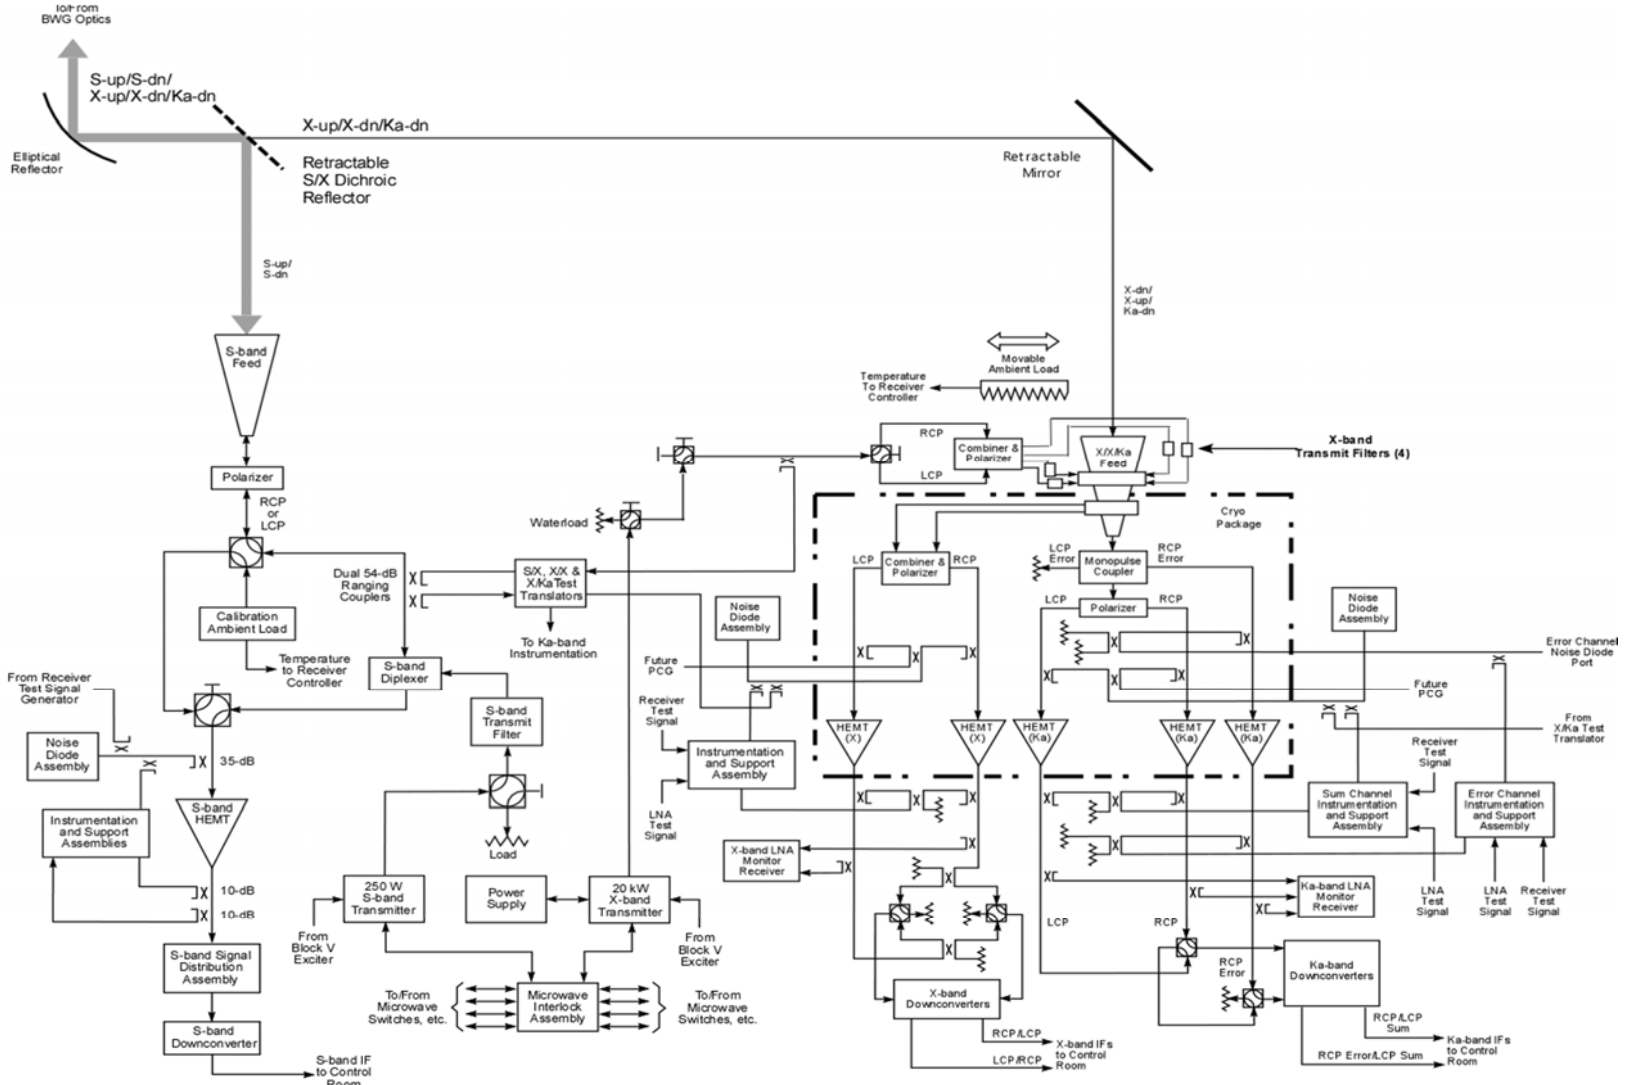 To/From
BWG Optics
S-up/S-dn/
X-up/X-dn/Ka-dn
Elliptical
Reflector
X-up/X-dn/Ka-dn
Retractable
S/X Dichroic
Reflector
Retractable
Mirror
S-up/
S-dn
X-dn/
X-up/
Ka-dn
S-band
Feed
Movable
Ambient Load
Temperature
To Receiver
Controller
RCP
LCP
Combiner &
Polarizer
X/X/Ka
Feed
X-band
Transmit Filters (4)
Polarizer
RCP
or
LCP
Waterload
Cryo
Package
Dual 54-dB
Ranging
Couplers
S/X, X/X &
X/KaTest
Translators
To Ka-band
Instrumentation
LCP
Combiner &
Polarizer
RCP
LCP
Error
Monopulse
Coupler
RCP
Error
LCP
Polarizer
RCP
Calibration
Ambient Load
Temperature
to Receiver
Controller
S-band
Diplexer
Noise
Diode
Assembly
Noise
Diode
Assembly
Error Channel
Noise Diode
Port
Future
PCG
Future
PCG
From Receiver
Test Signal
Generator
S-band
Transmit
Filter
Receiver
Test
Signal
HEMT
(X)
HEMT
(X)
HEMT
(Ka)
HEMT
(Ka)
HEMT
(Ka)
From
X/Ka Test
Translator
Noise
Diode
Assembly
35-dB
Instrumentation
and Support
Assembly
Receiver
Test
Signal
LNA
Test
Signal
S-band
HEMT
Instrumentation
and Support
Assemblies
Load
Sum Channel
Instrumentation
and Support
Assembly
Error Channel
Instrumentation
and Support
Assembly
X-band LNA
Monitor
Receiver
10-dB
10-dB
250 W
S-band
Transmitter
Power
Supply
20 kW
X-band
Transmitter
Ka-band LNA
Monitor
Receiver
LNA
Test
Signal
LNA
Test
Signal
Receiver
Test
Signal
From
Block V
Exciter
From
Block V
Exciter
LCP
RCP
S-band Signal
Distribution
Assembly
RCP
Error
Ka-band
Downconverters
To/From
Microwave
Switches, etc.
Microwave
Interlock
Assembly
To/From
Microwave
Switches, etc.
X-band
Downconverters
S-band
Downconverter
RCP/LCP
LCP/RCP
X-band IFs
to Control
Room
RCP/LCP
Sum
RCP Error/LCP Sum
Ka-band IFs
to Control
Room
S-band IF
to Control
Room